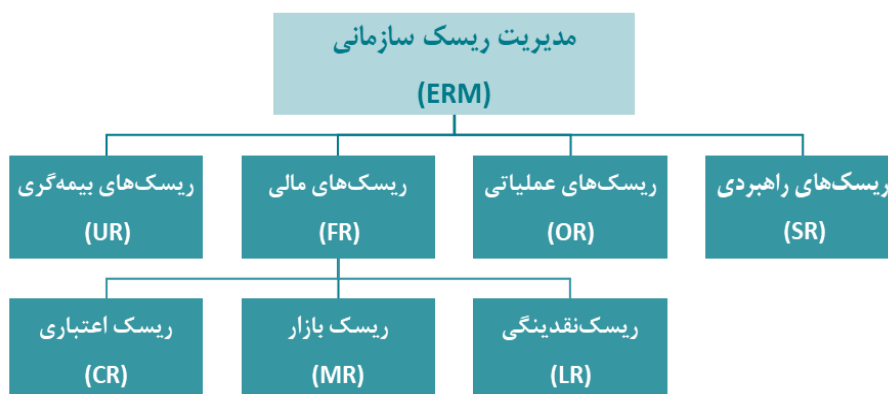 مدیریت ریسک سازمانی
(ERM)
ریسک‌های راهبردی
(SR)
ریسک‌های عملیاتی
(OR)
ریسک‌های مالی
(FR)
ریسک‌های بیمه‌گری
(UR)
ریسک‌نقدینگی
(LR)
ریسک بازار
(MR)
ریسک اعتباری
(CR)